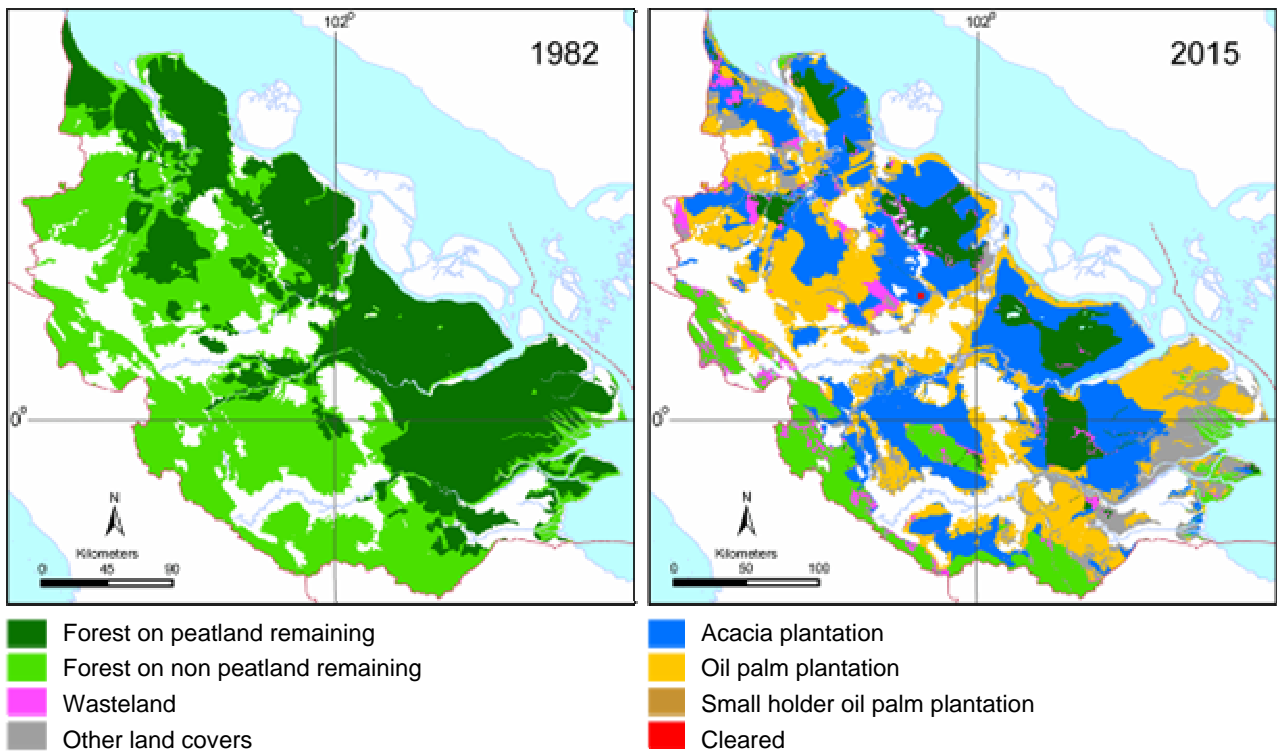 102°
1982
0°
N
Kilometers
0 45 90
102°
2015
0°
N
Kilometers
0 50 100
Forest on peatland remaining
Forest on non peatland remaining
Wasteland
Other land covers
Acacia plantation
Oil palm plantation
Small holder oil palm plantation
Cleared